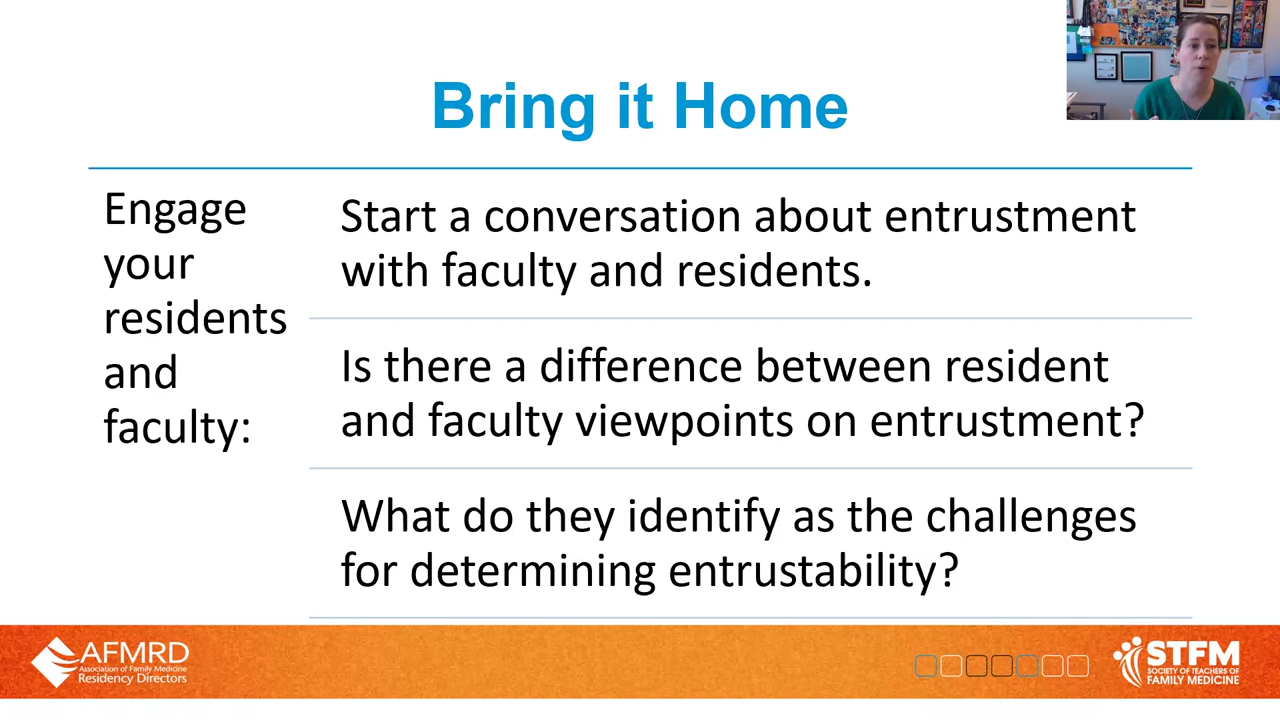 Bring it Home
Engage
your
residents
and
faculty:
Start a conversation about entrustment
with faculty and residents.
Is there a difference between resident
and faculty viewpoints on entrustment?
What do they identify as the challenges
for determining entrustability?
AFMRD
Association of Family Medicine
Residency Directors
STFM
SOCIETY OF TEACHERS OF
FAMILY MEDICINE